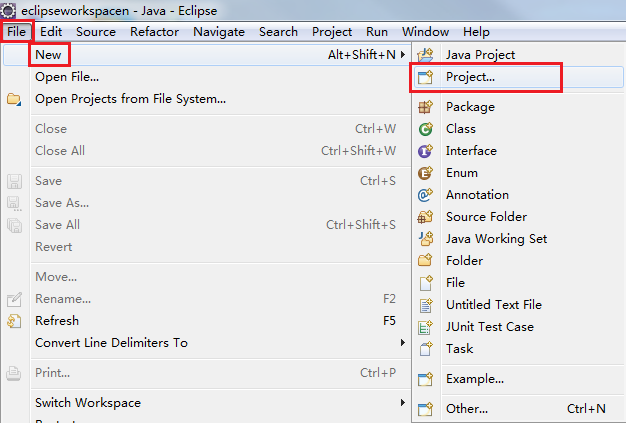 eclipseworkspacen - Java - Eclipse
File Edit Source Refactor Navigate Search Project Run Window Help
New Alt+Shift+N
Open File...
Open Projects from File System...
Close Ctrl+W
Close All Ctrl+Shift+W
Save Ctrl+S
Save As...
Save All Ctrl+Shift+S
Revert
Move...
Rename... F2
Refresh F5
Convert Line Delimiters To
Print... Ctrl+P
Switch Workspace
Restart
Java Project
Project...
Package
Class
Interface
Enum
Annotation
Source Folder
Java Working Set
Folder
File
Untitled Text File
JUnit Test Case
Task
Example...
Other... Ctrl+N